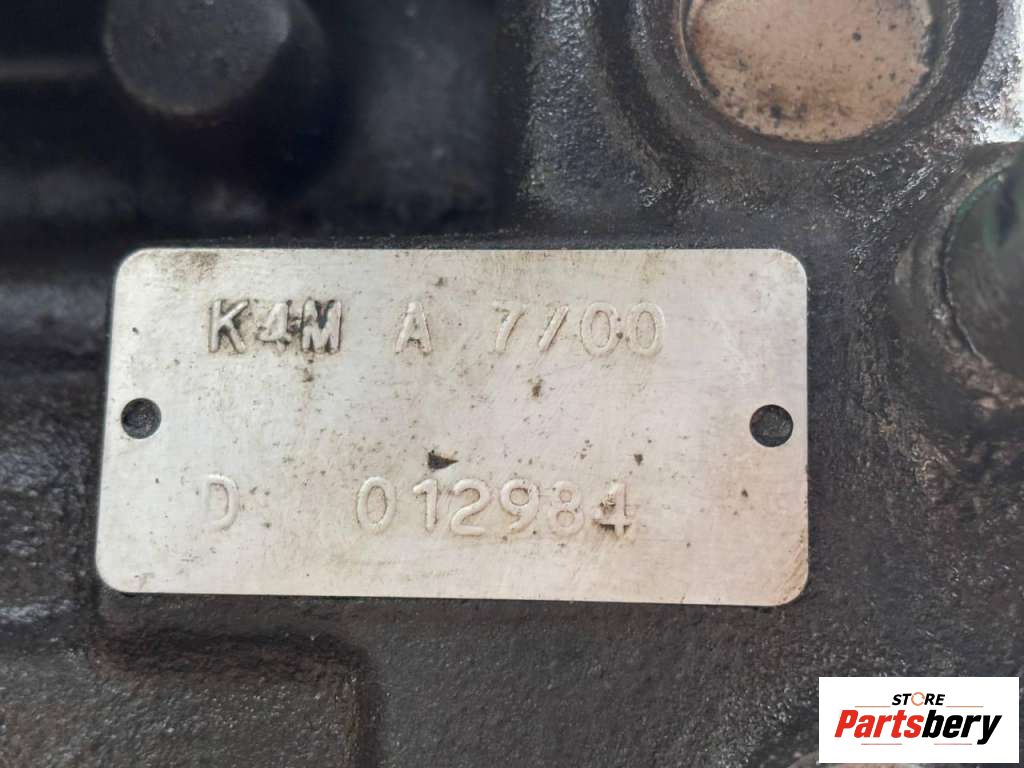 K4M A 7/00
D 012984
STORE
Partsbery